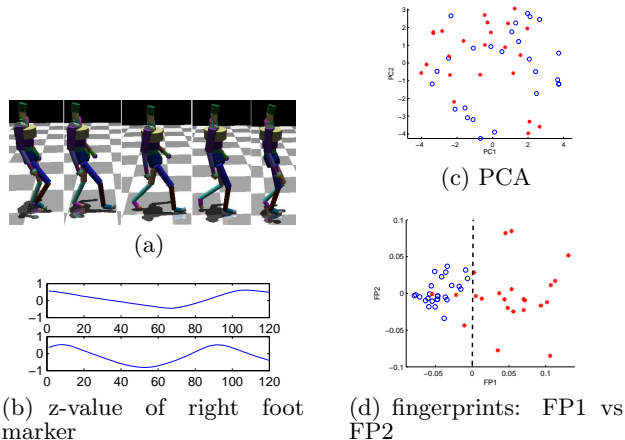 (a)
1
0
−1
0 20 40 60 80 100 120
1
0
−1
0 20 40 60 80 100 120
(b) z-value of right foot
marker
3
2
1
0
−1
−2
−3
−4
PC2
−4 −2 0 2 4
PC1
(c) PCA
0.1
0.05
0
−0.05
−0.1
FP2
−0.05 0 0.05 0.1
FP1
(d) fingerprints: FP1 vs
FP2